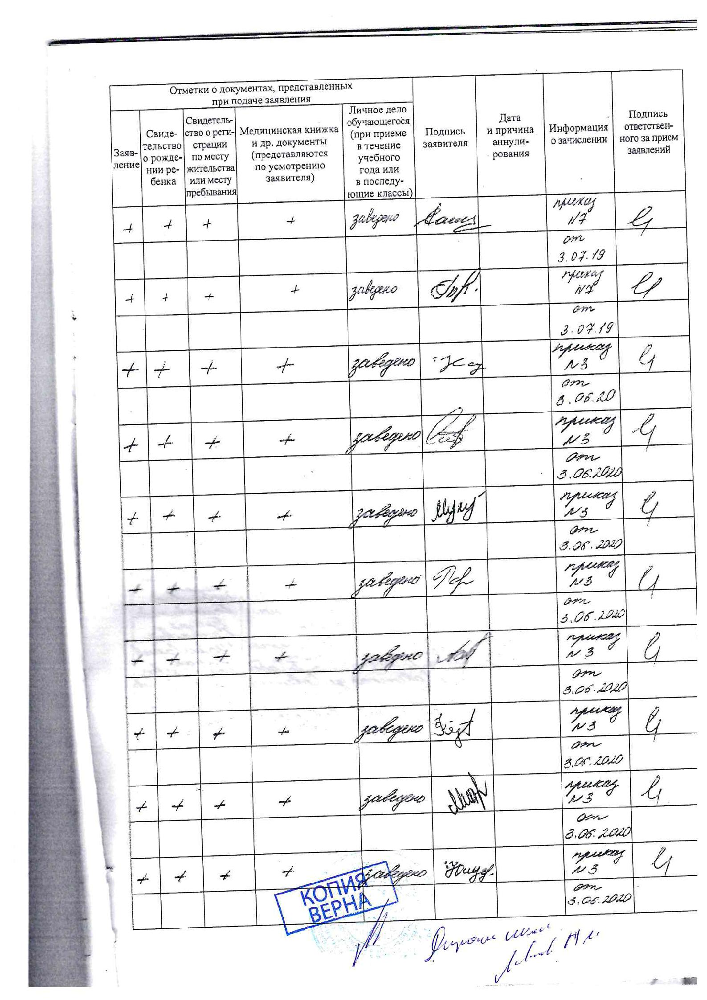 Отметки о документах, представленных
при подаче заявления
Заяв-
ление
Свиде-
тельство
о рожде-
нии ре-
бенка
Свидетель-
ство о реги-
страции
по месту
жительства
или месту
пребывания
Медицинская книжка
и др. документы
(представляются
по усмотрению
заявителя)
Личное дело
обучающегося
(при приеме
в течение
учебного
года или
в последу-
ющие классы)
Подпись
заявителя
Дата
и причина
аннули-
рования
Информация
о зачислении
Подпись
ответствен-
ного за прием
заявлений
+ + + + заведено приказ
N7
от
3.07.19
+ + + + заведено приказ
N7
от
3.07.19
+ + + + заведено приказ
N3
от
3.06.20
+ + + + заведено приказ
N3
от
3.06.2020
+ + + + заведено приказ
N3
от
3.06.2020
+ + + + заведено приказ
N3
от
3.06.2020
+ + + + заведено приказ
N 3
от
3.06.2020
+ + + + заведено приказ
N3
от
3.06.2020
+ + + + заведено приказ
N3
от
3.06.2020
+ + + + заведено приказ
N3
от
3.06.2020
КОПИЯ
ВЕРНА